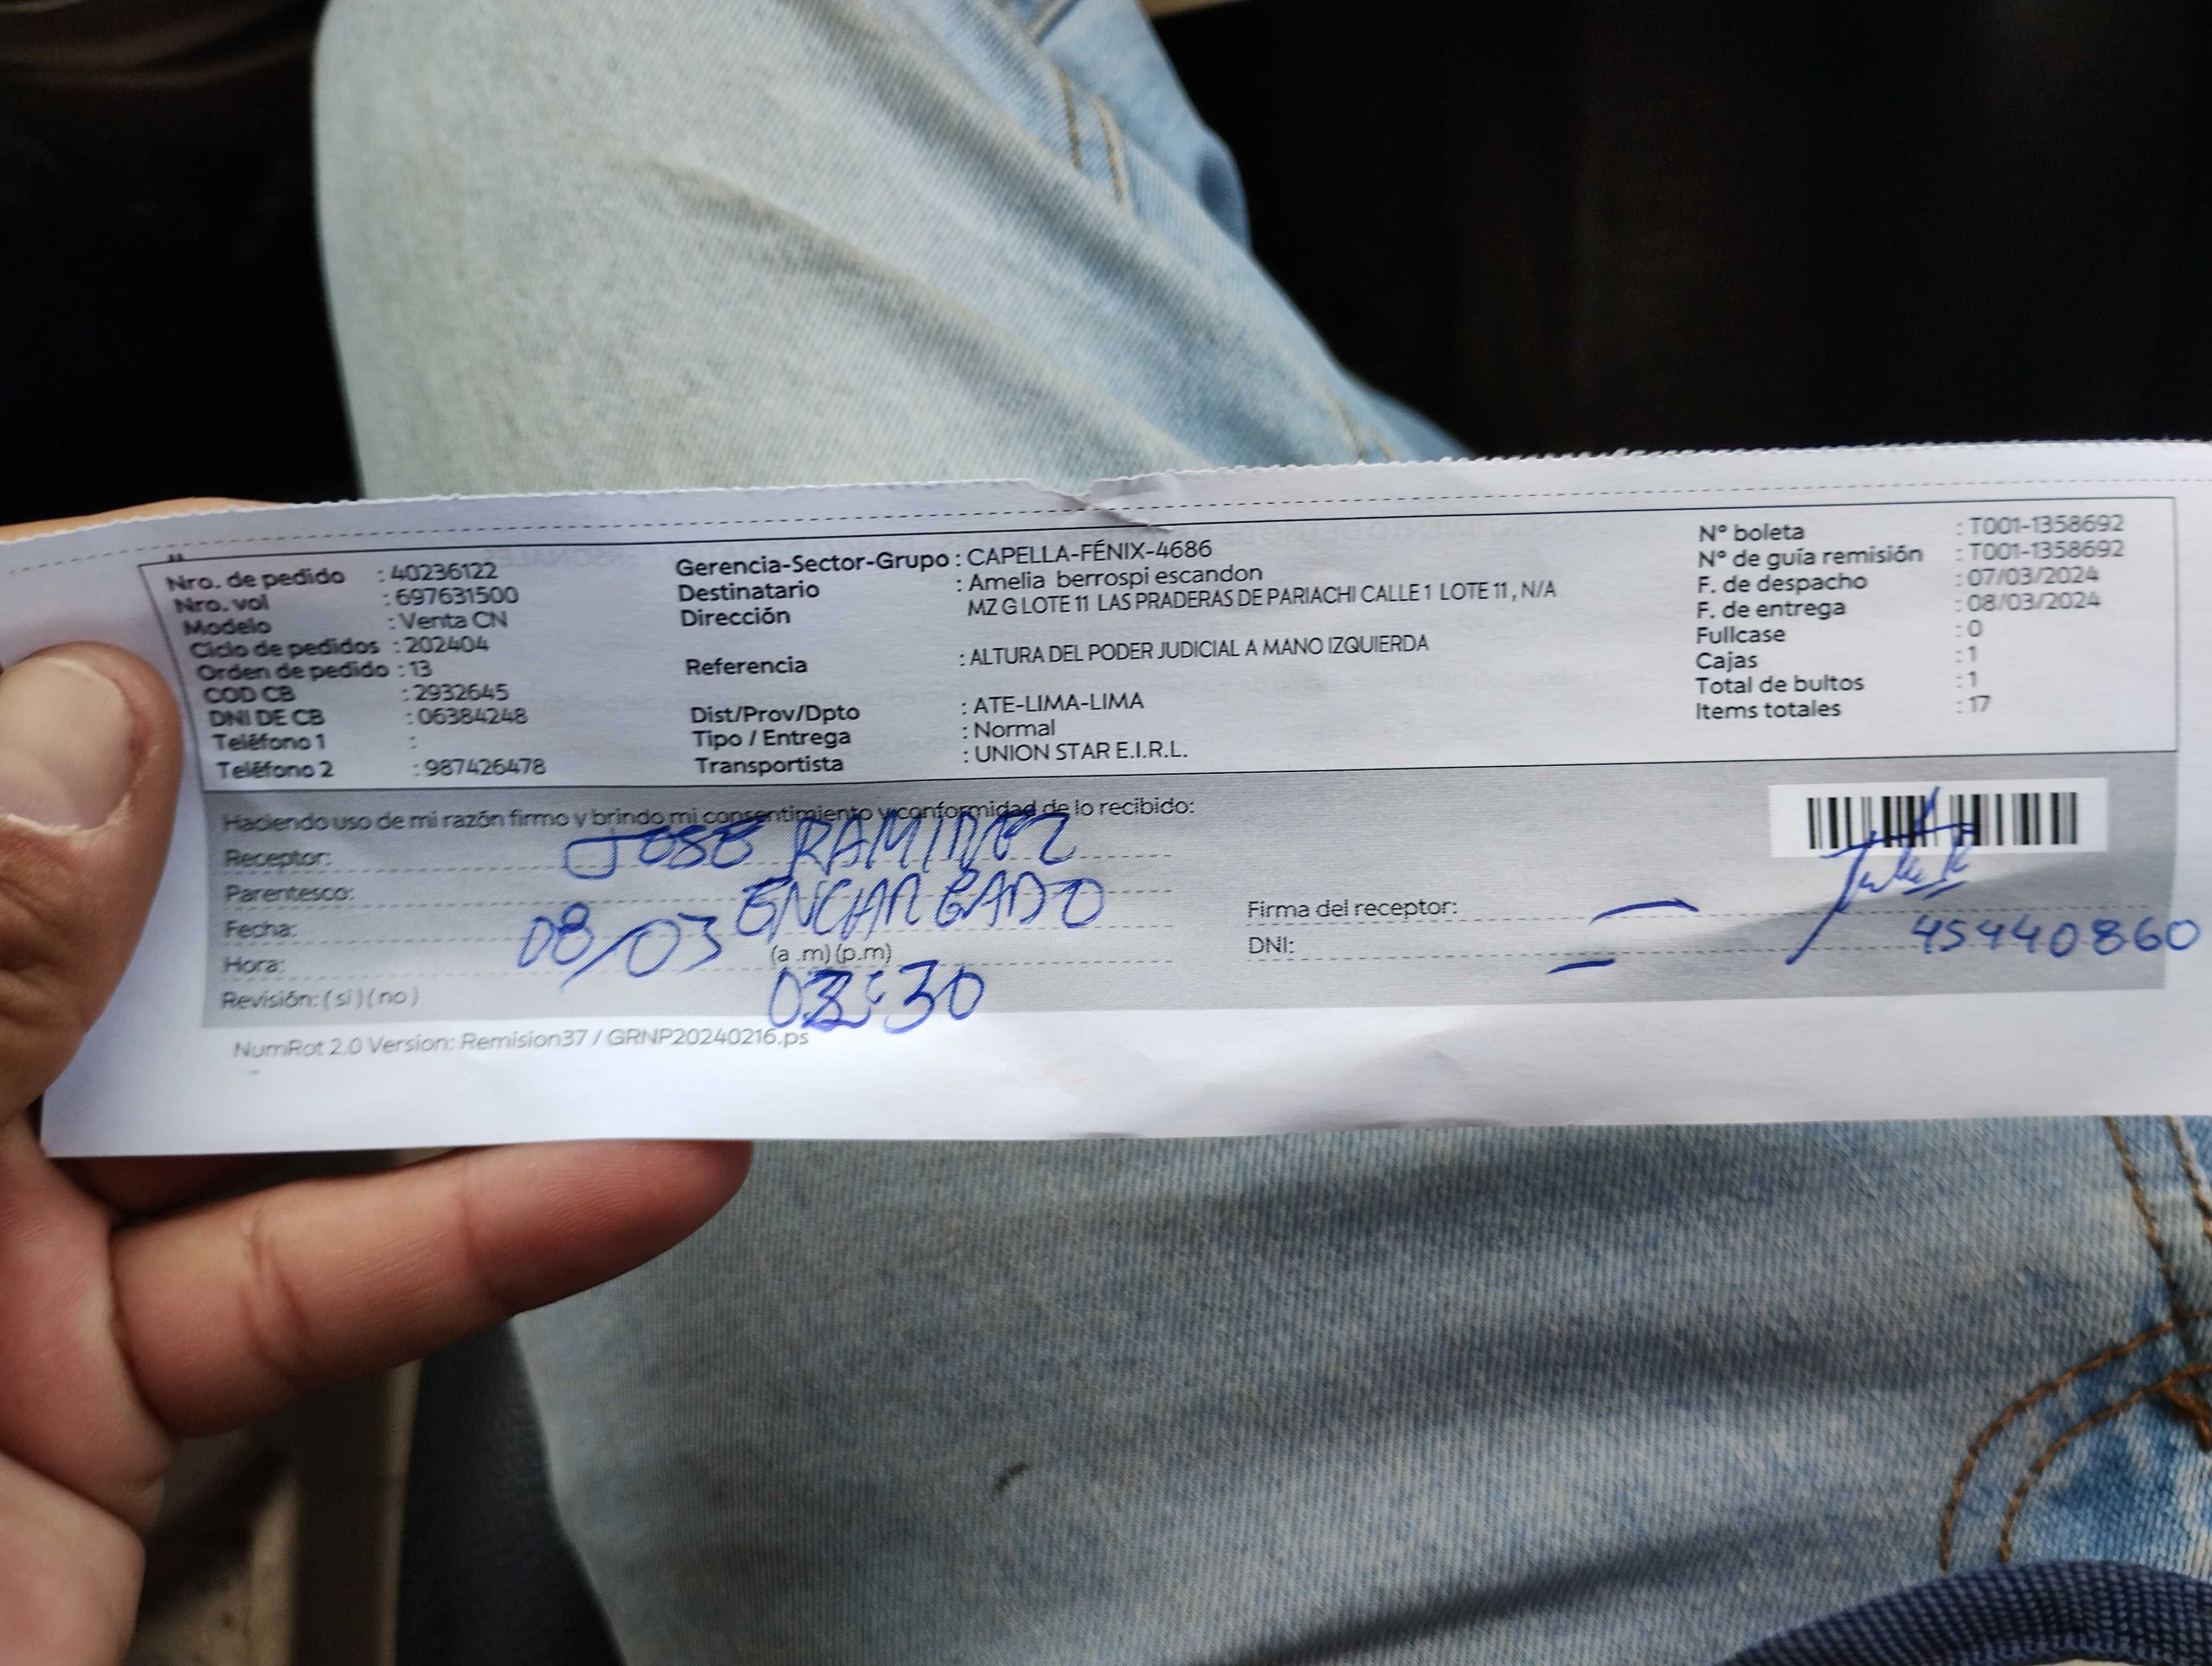 Nro. de pedido : 40236122
Nro. vol : 697631500
Modelo : Venta CN
Ciclo de pedidos : 202404
Orden de pedido : 13
COD CB : 2932645
DNI DE CB : 06384248
Teléfono 1 :
Teléfono 2 : 987426478
Gerencia-Sector-Grupo : CAPELLA-FÉNIX-4686
Destinatario : Amelia berrospi escandon
Dirección MZ G LOTE 11 LAS PRADERAS DE PARIACHI CALLE 1 LOTE 11 , N/A
Referencia : ALTURA DEL PODER JUDICIAL A MANO IZQUIERDA
Dist/Prov/Dpto : ATE-LIMA-LIMA
Tipo / Entrega : Normal
Transportista : UNION STAR E.I.R.L.
Nº boleta : T001-1358692
Nº de guía remisión : T001-1358692
F. de despacho : 07/03/2024
F. de entrega : 08/03/2024
Fullcase : 0
Cajas : 1
Total de bultos : 1
Items totales : 17
Haciendo uso de mi razón firmo y brindo mi consentimiento y conformidad de lo recibido:
Receptor: JOSE RAMIREZ
Parentesco: ENCARGADO
Fecha: 08/03
Hora: (a .m) (p.m)
:30
Revisión: ( si ) ( no )
Firma del receptor:
DNI: 45440860
NumRot 2.0 Version: Remision37 / GRNP20240216.ps